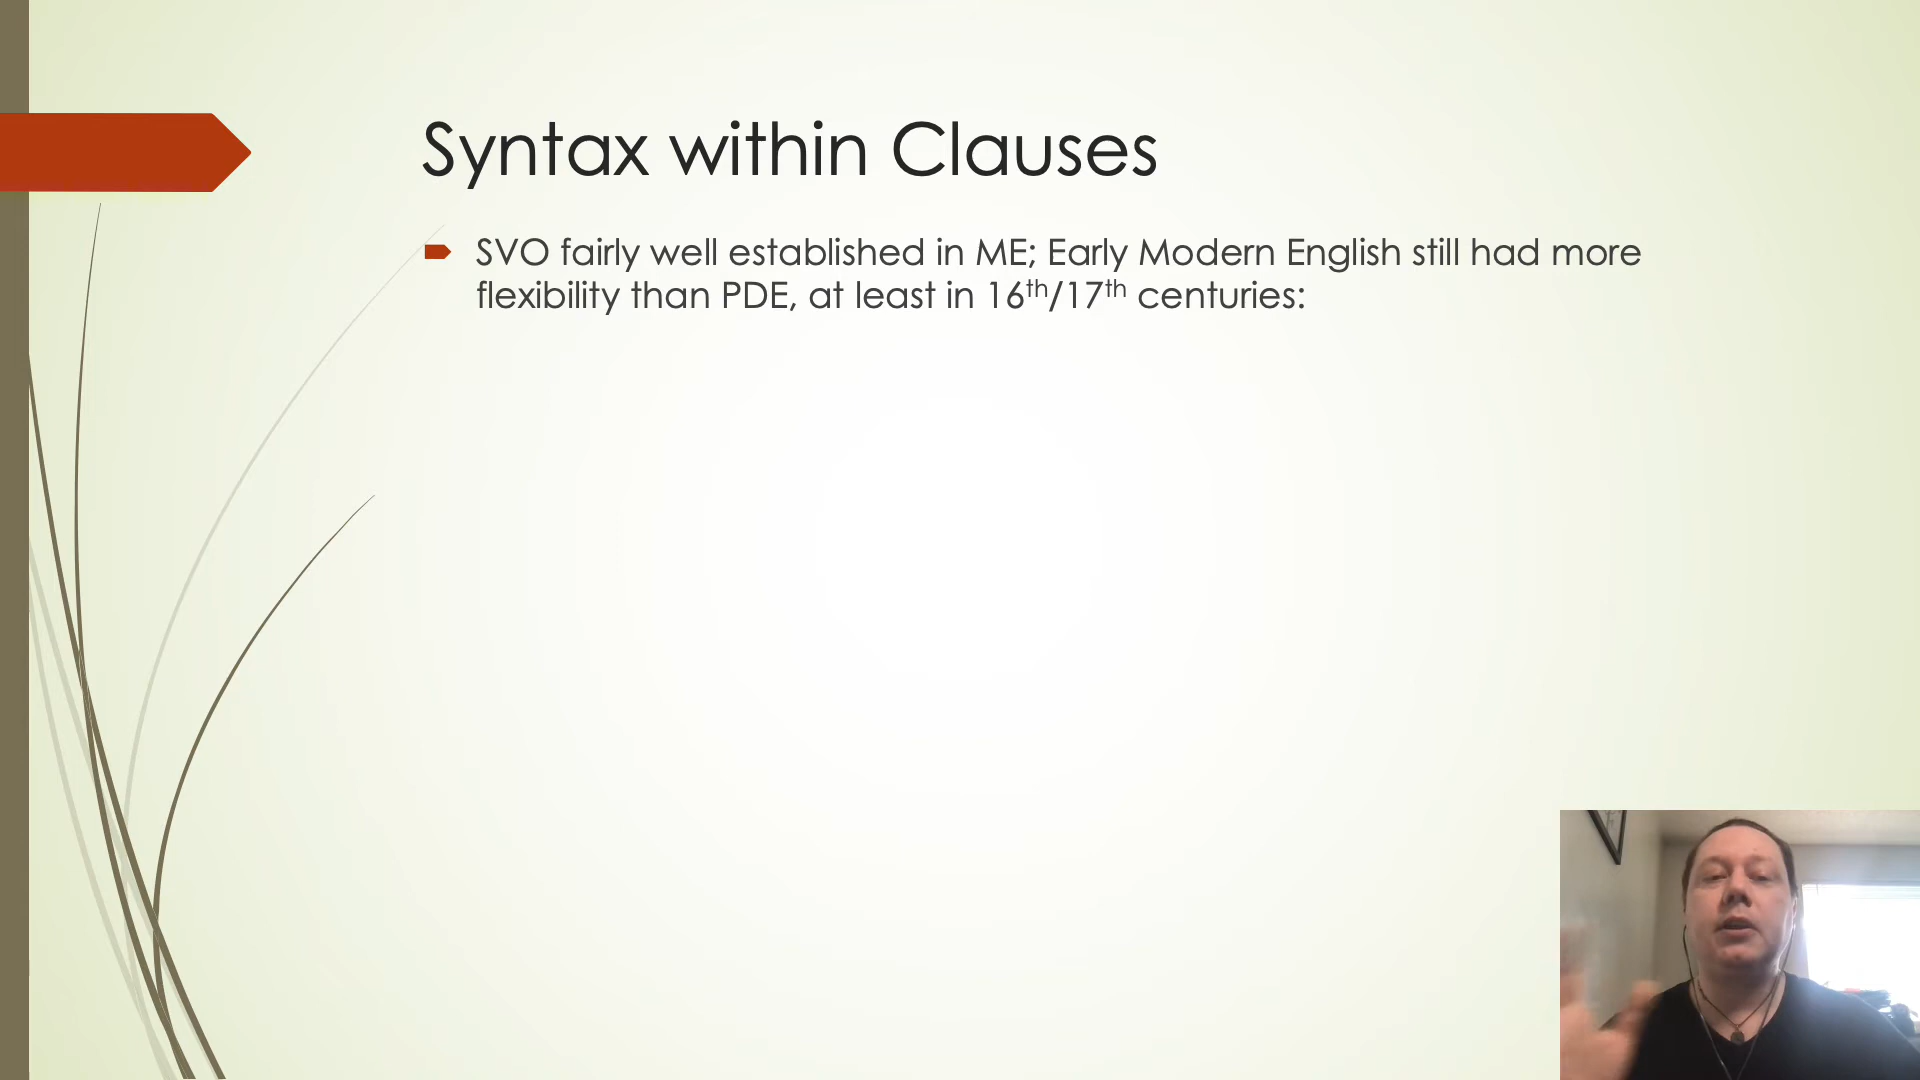 Syntax within Clauses
SVO fairly well established in ME; Early Modern English still had more
flexibility than PDE, at least in 16th/17th centuries: